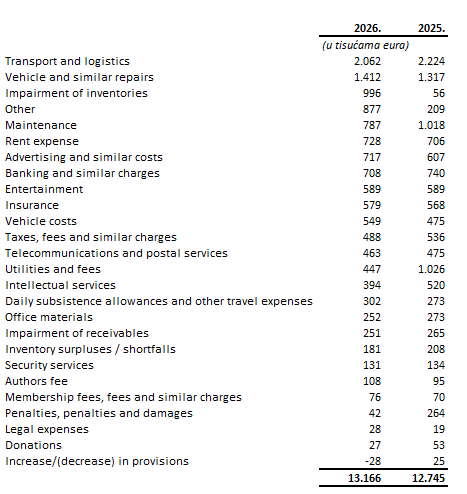 2026. 2025.
(u tisućama eura)
Transport and logistics 2.062 2.224
Vehicle and similar repairs 1.412 1.317
Impairment of inventories 996 56
Other 877 209
Maintenance 787 1.018
Rent expense 728 706
Advertising and similar costs 717 607
Banking and similar charges 708 740
Entertainment 589 589
Insurance 579 568
Vehicle costs 549 475
Taxes, fees and similar charges 488 536
Telecommunications and postal services 463 475
Utilities and fees 447 1.026
Intellectual services 394 520
Daily subsistence allowances and other travel expenses 302 273
Office materials 252 273
Impairment of receivables 251 265
Inventory surpluses / shortfalls 181 208
Security services 131 134
Authors fee 108 95
Membership fees, fees and similar charges 76 70
Penalties, penalties and damages 42 264
Legal expenses 28 19
Donations 27 53
Increase/(decrease) in provisions -28 25
13.166 12.745